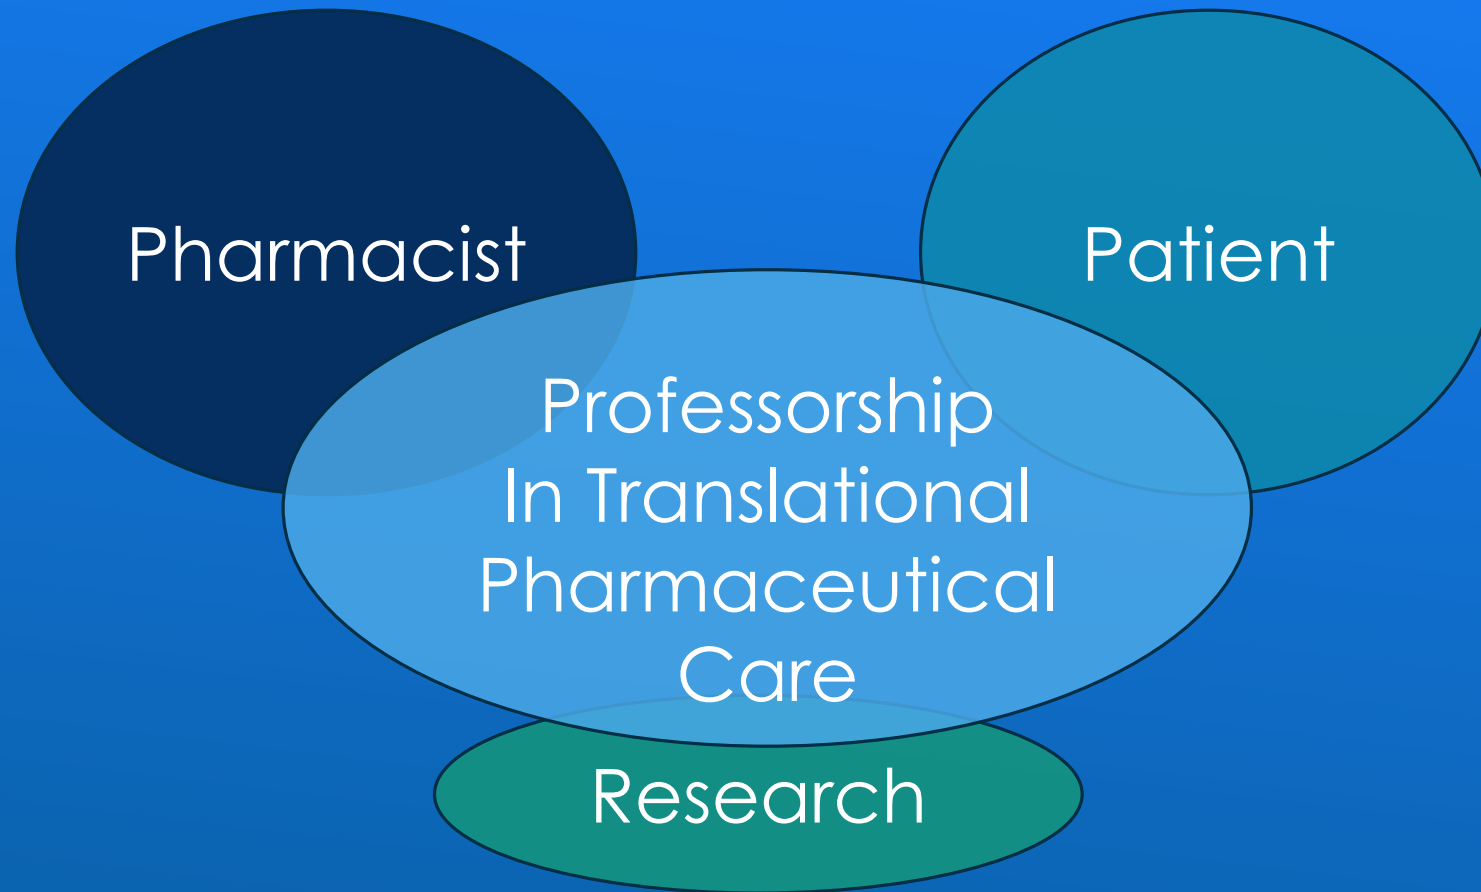 Pharmacist
Patient
Professorship
In Translational
Pharmaceutical
Care
Research